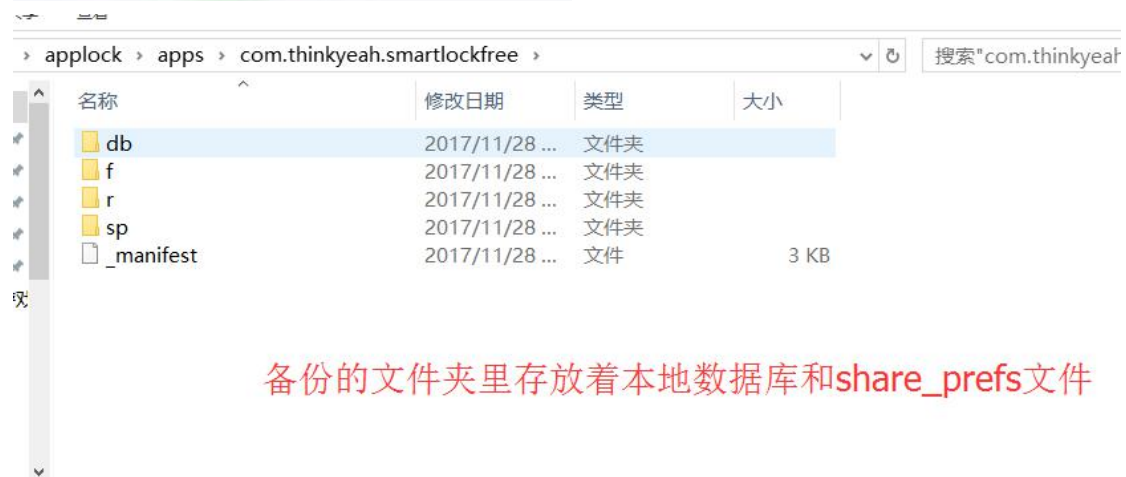 › applock › apps › com.thinkyeah.smartlockfree ›
搜索"com.thinkyeah
名称 修改日期 类型 大小
db 2017/11/28 ... 文件夹
f 2017/11/28 ... 文件夹
r 2017/11/28 ... 文件夹
sp 2017/11/28 ... 文件夹
_manifest 2017/11/28 ... 文件 3 KB
备份的文件夹里存放着本地数据库和share_prefs文件